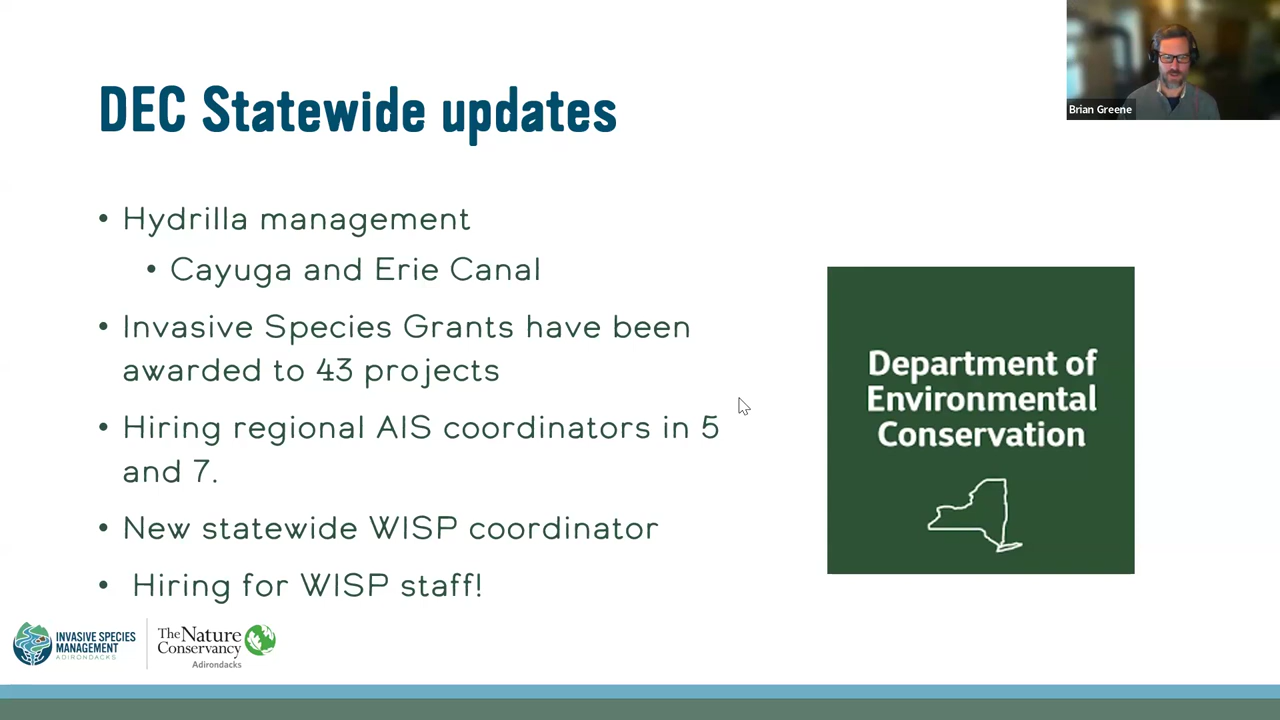 DEC Statewide updates
Brian Greene
• Hydrilla management
• Cayuga and Erie Canal
• Invasive Species Grants have been
awarded to 43 projects
• Hiring regional AIS coordinators in 5
and 7.
• New statewide WISP coordinator
• Hiring for WISP staff!
Department of
Environmental
Conservation
INVASIVE SPECIES
MANAGEMENT
ADIRONDACKS
The Nature
Conservancy
Adirondacks